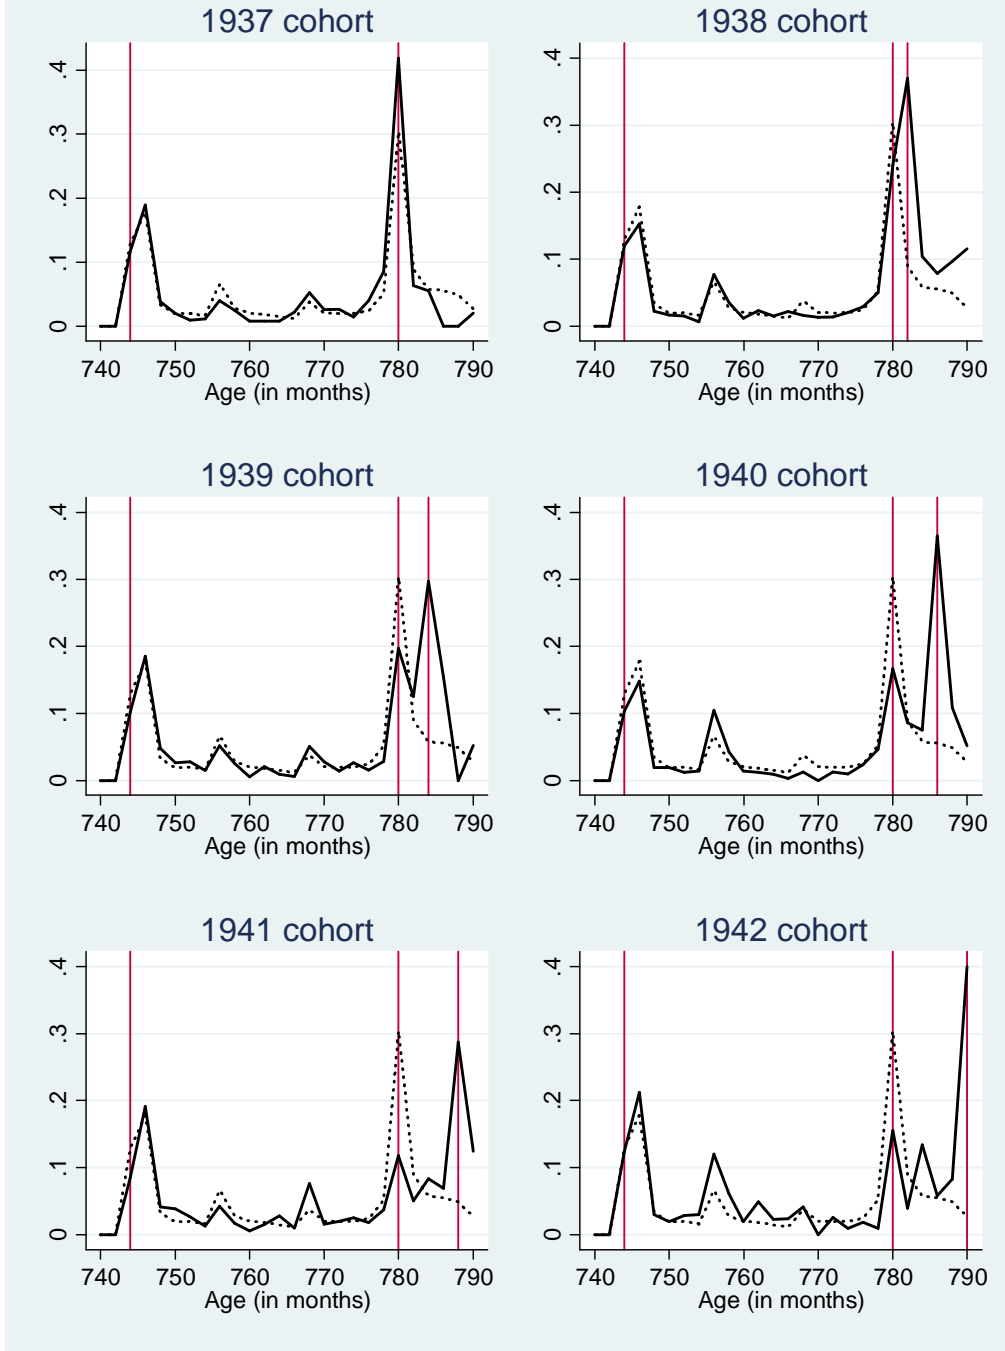 1937 cohort
0 .1 .2 .3 .4
740 750 760 770 780 790
Age (in months)
1938 cohort
0 .1 .2 .3 .4
740 750 760 770 780 790
Age (in months)
1939 cohort
0 .1 .2 .3 .4
740 750 760 770 780 790
Age (in months)
1940 cohort
0 .1 .2 .3 .4
740 750 760 770 780 790
Age (in months)
1941 cohort
0 .1 .2 .3 .4
740 750 760 770 780 790
Age (in months)
1942 cohort
0 .1 .2 .3 .4
740 750 760 770 780 790
Age (in months)